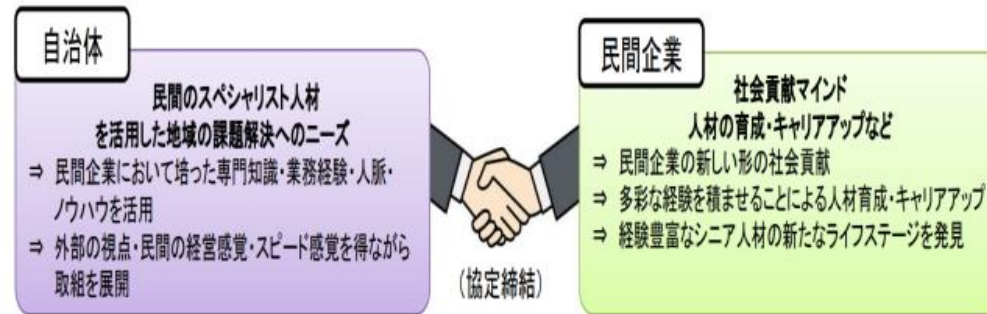 自治体
民間のスペシャリスト人材
を活用した地域の課題解決へのニーズ
⇒ 民間企業において培った専門知識・業務経験・人脈・
ノウハウを活用
⇒ 外部の視点・民間の経営感覚・スピード感覚を得ながら
取組を展開
(協定締結)
民間企業
社会貢献マインド
人材の育成・キャリアアップなど
⇒ 民間企業の新しい形の社会貢献
⇒ 多彩な経験を積ませることによる人材育成・キャリアアップ
⇒ 経験豊富なシニア人材の新たなライフステージを発見